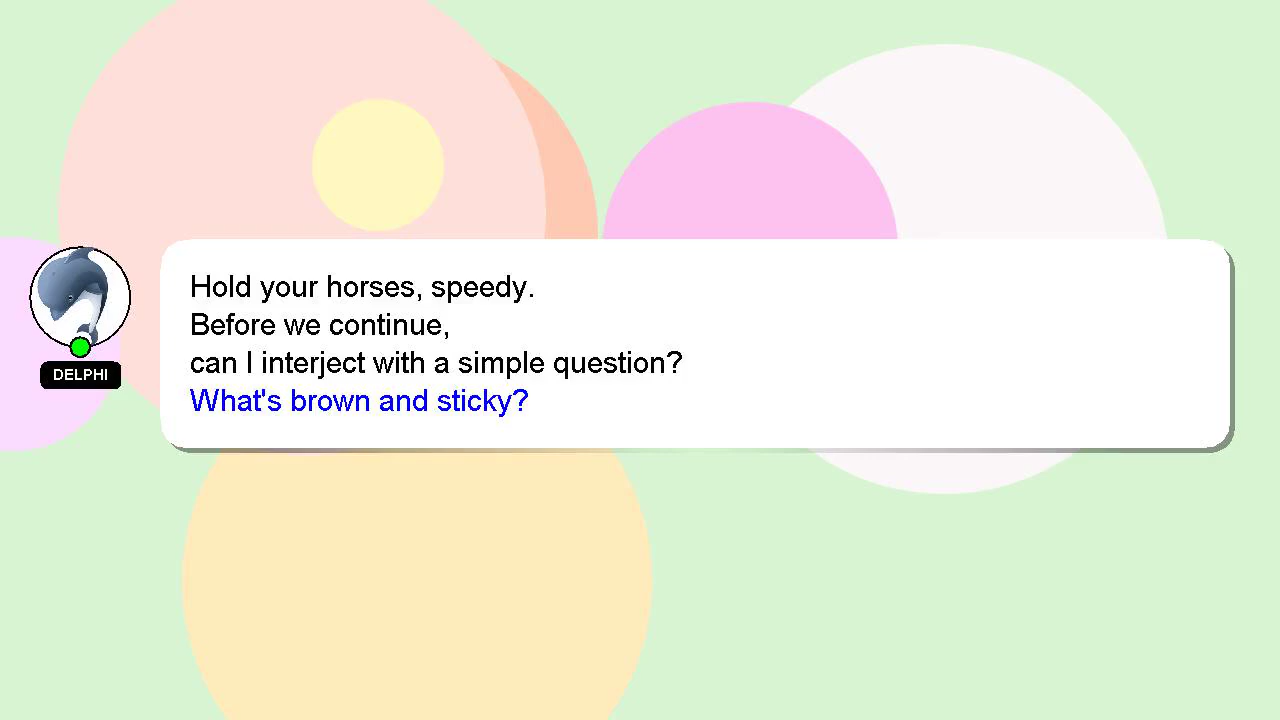 Hold your horses, speedy.
Before we continue,
can I interject with a simple question?
What's brown and sticky?
DELPHI